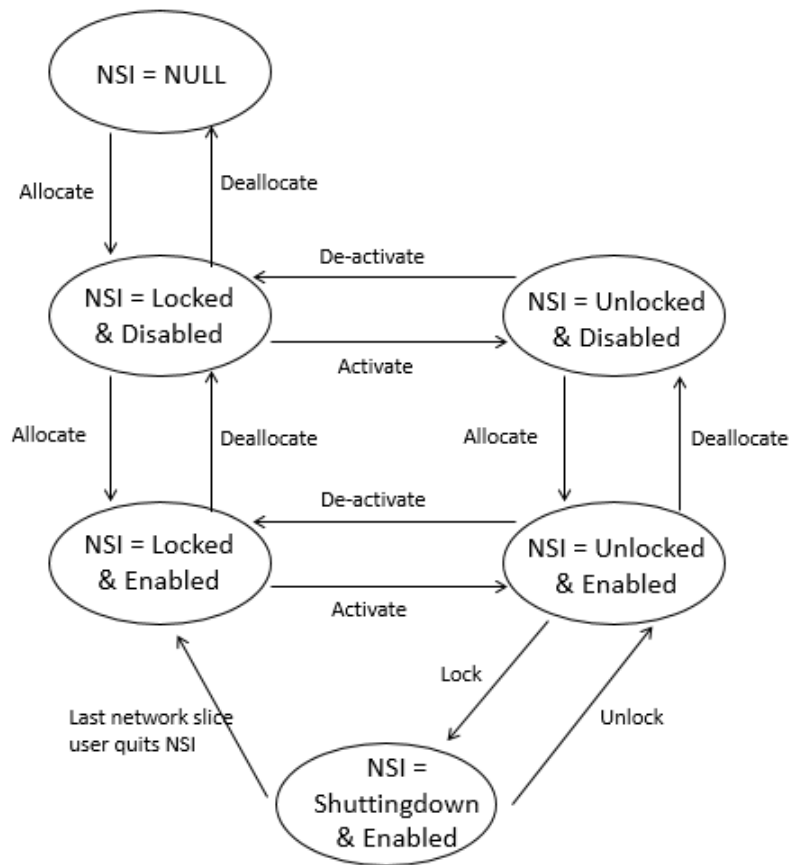 NSI = NULL
Allocate
Deallocate
De-activate
NSI = Locked
& Disabled
NSI = Unlocked
& Disabled
Activate
Allocate
Deallocate
Allocate
Deallocate
De-activate
NSI = Locked
& Enabled
NSI = Unlocked
& Enabled
Activate
Lock
Last network slice
user quits NSI
Unlock
NSI =
Shuttingdown
& Enabled